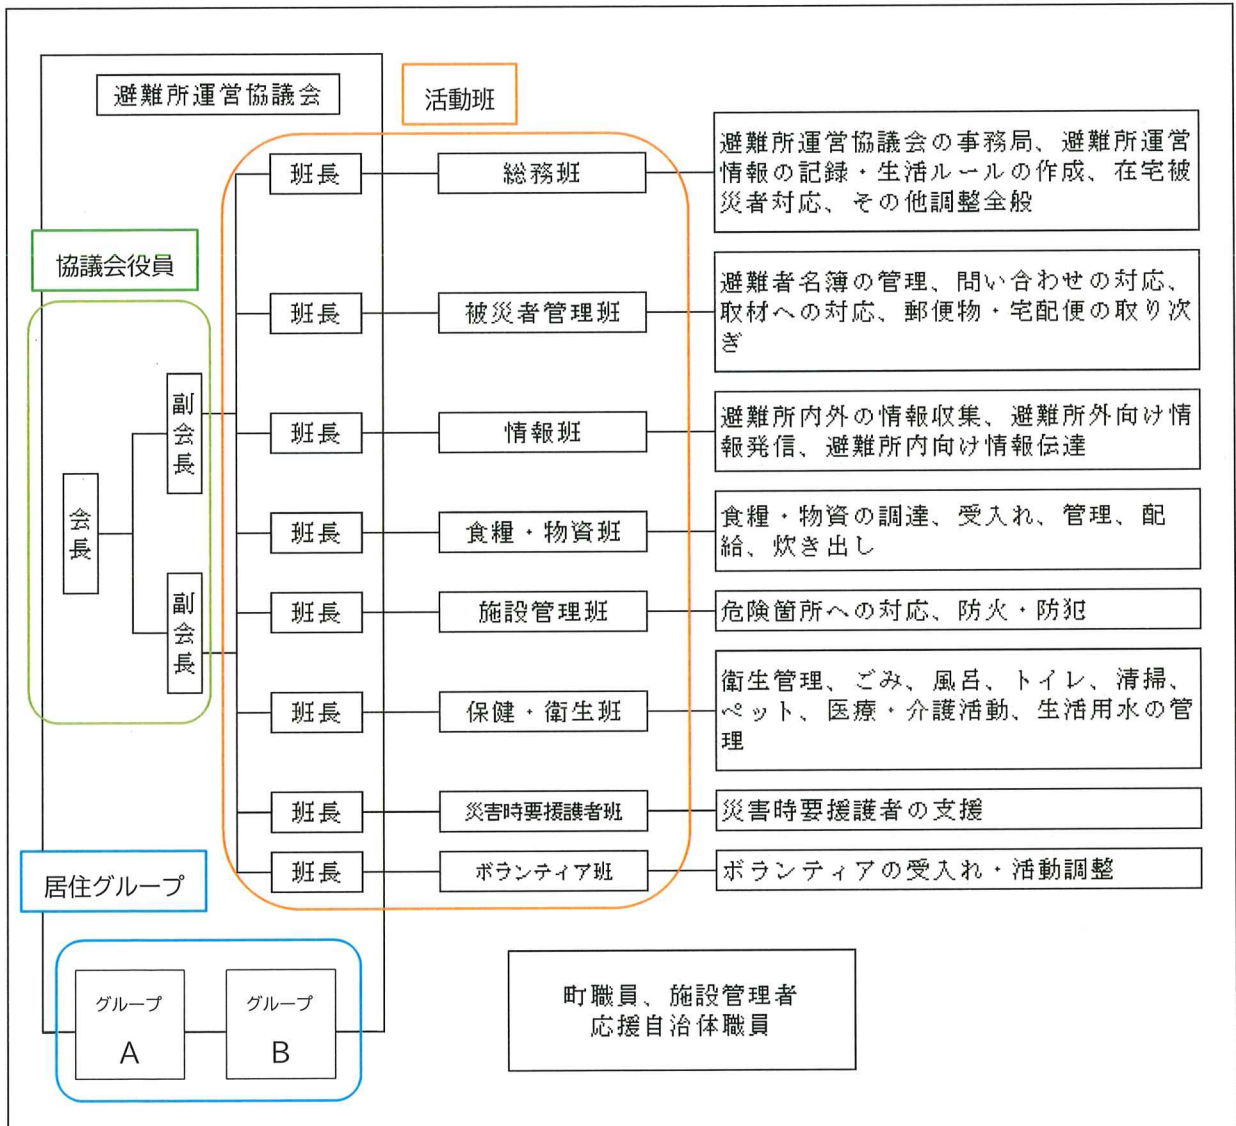 避難所運営協議会
活動班
班長
総務班
避難所運営協議会の事務局、避難所運営
情報の記録・生活ルールの作成、在宅被
災者対応、その他調整全般
協議会役員
班長
被災者管理班
避難者名簿の管理、問い合わせの対応、
取材への対応、郵便物・宅配便の取り次
ぎ
副会長
班長
情報班
避難所内外の情報収集、避難所外向け情
報発信、避難所内向け情報伝達
会長
班長
食糧・物資班
食糧・物資の調達、受入れ、管理、配
給、炊き出し
副会長
班長
施設管理班
危険箇所への対応、防火・防犯
班長
保健・衛生班
衛生管理、ごみ、風呂、トイレ、清掃、
ペット、医療・介護活動、生活用水の管
理
班長
災害時要援護者班
災害時要援護者の支援
居住グループ
班長
ボランティア班
ボランティアの受入れ・活動調整
グループ
A
グループ
B
町職員、施設管理者
応援自治体職員